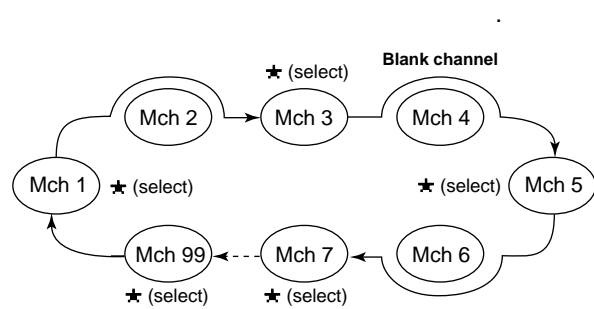 Blank channel
★ (select)
Mch 2
Mch 3
Mch 4
Mch 1
★ (select)
★ (select)
Mch 5
Mch 99
Mch 7
Mch 6
★ (select)
★ (select)